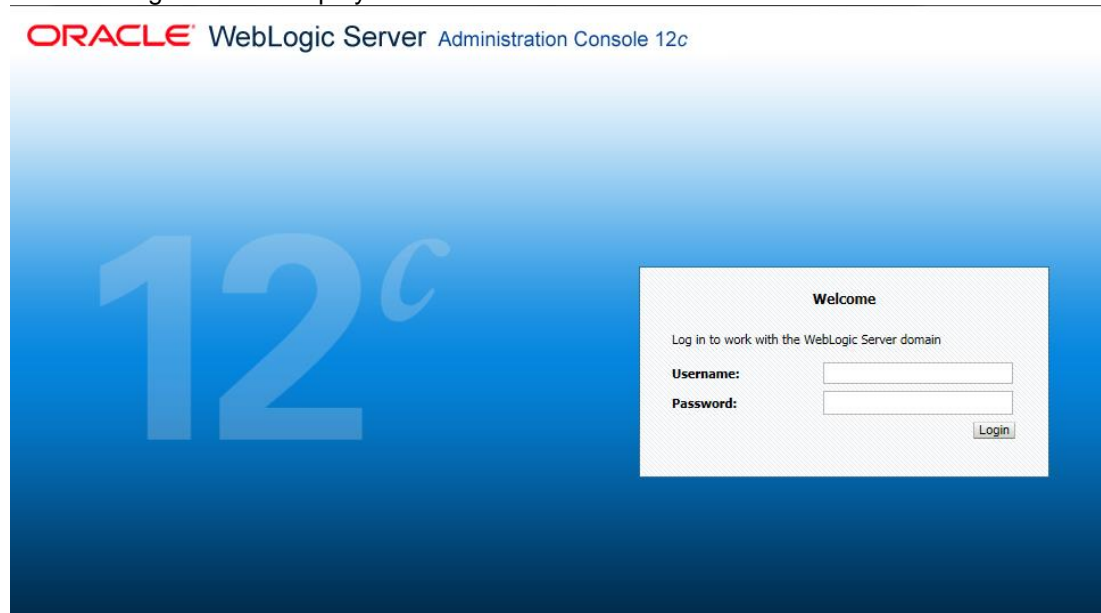 ORACLE WebLogic Server Administration Console 12c
12c
Welcome
Log in to work with the WebLogic Server domain
Username:
Password:
Login